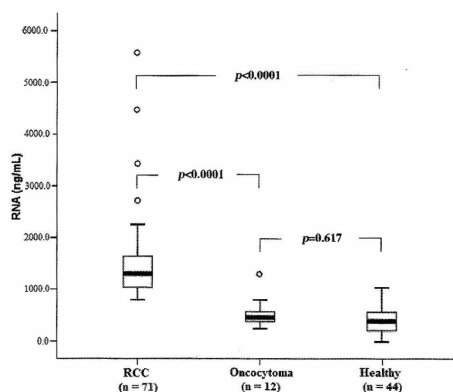 6000.0
5000.0
4000.0
3000.0
2000.0
1000.0
0.0
RNA (ng/mL)
p<0.0001
p<0.0001
p=0.617
RCC
(n = 71)
Oncocytoma
(n = 12)
Healthy
(n = 44)